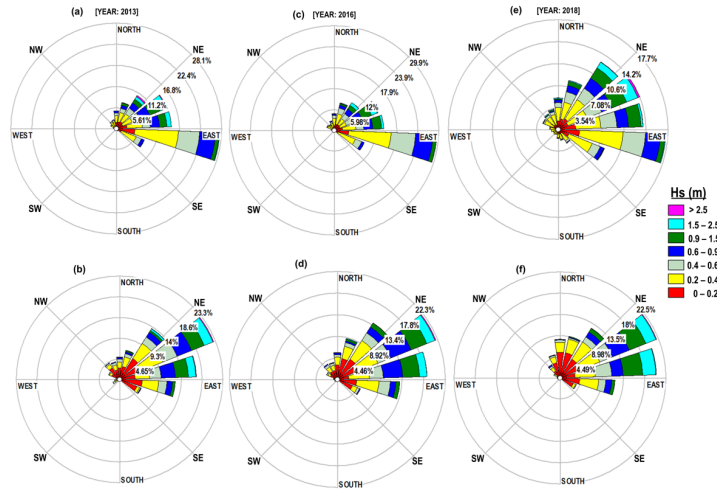 (a) [YEAR: 2013]
NORTH
NW
NE
28.1%
22.4%
16.8%
11.2%
5.61%
WEST
EAST
SW
SE
SOUTH
(c) [YEAR: 2016]
NORTH
NW
NE
29.9%
23.9%
17.9%
12%
5.98%
WEST
EAST
SW
SE
SOUTH
(e) [YEAR: 2018]
NORTH
NW
NE
17.7%
14.2%
10.6%
7.08%
3.54%
WEST
EAST
SW
SE
SOUTH
Hs (m)
> 2.5
1.5 – 2.5
0.9 – 1.5
0.6 – 0.9
0.4 – 0.6
0.2 – 0.4
0 – 0.2
(b)
NORTH
NW
NE
23.3%
18.6%
14%
9.3%
4.65%
WEST
EAST
SW
SE
SOUTH
(d)
NORTH
NW
NE
22.3%
17.8%
13.4%
8.92%
4.46%
WEST
EAST
SW
SE
SOUTH
(f)
NORTH
NW
NE
22.5%
18%
13.5%
8.98%
4.49%
WEST
EAST
SW
SE
SOUTH